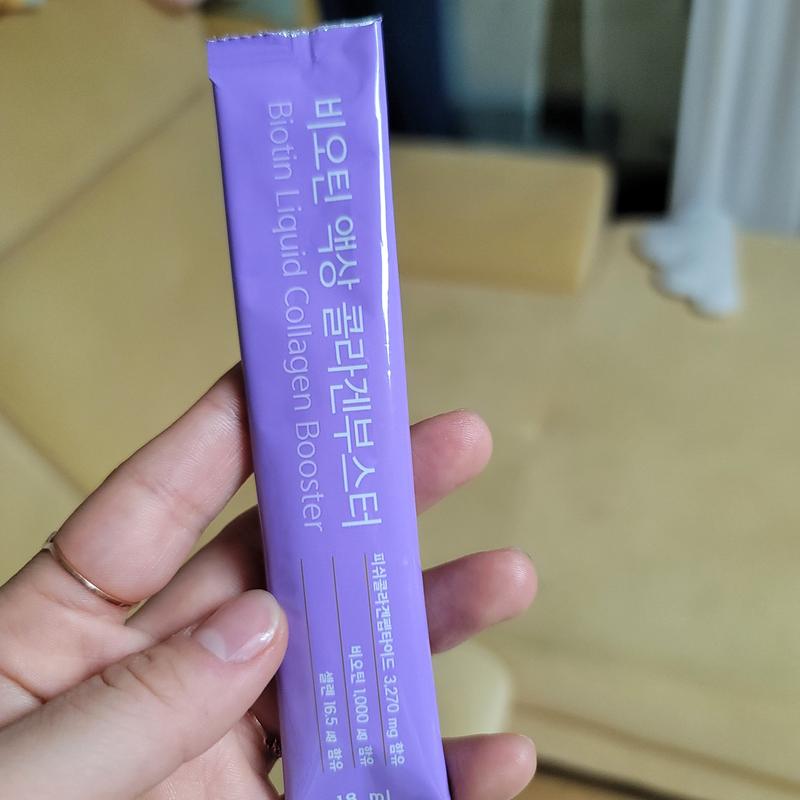 비오틴 액상 콜라겐부스터
Biotin Liquid Collagen Booster
피쉬콜라겐펩타이드 3,270 mg 함유
비오틴 1,000 ㎍ 함유
셀렌 16.5 ㎍ 함유